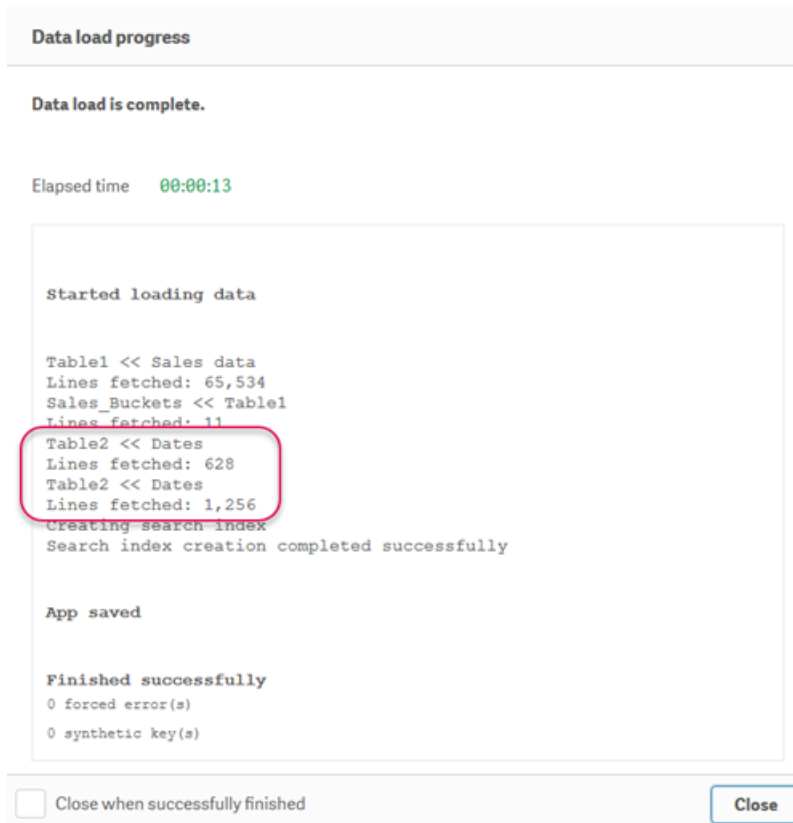 Data load progress
Data load is complete.
Elapsed time 00:00:13
Started loading data
Table1 << Sales data
Lines fetched: 65,534
Sales_Buckets << Table1
Lines fetched: 11
Table2 << Dates
Lines fetched: 628
Table2 << Dates
Lines fetched: 1,256
Creating search index
Search index creation completed successfully
App saved
Finished successfully
0 forced error(s)
0 synthetic key(s)
Close when successfully finished
Close